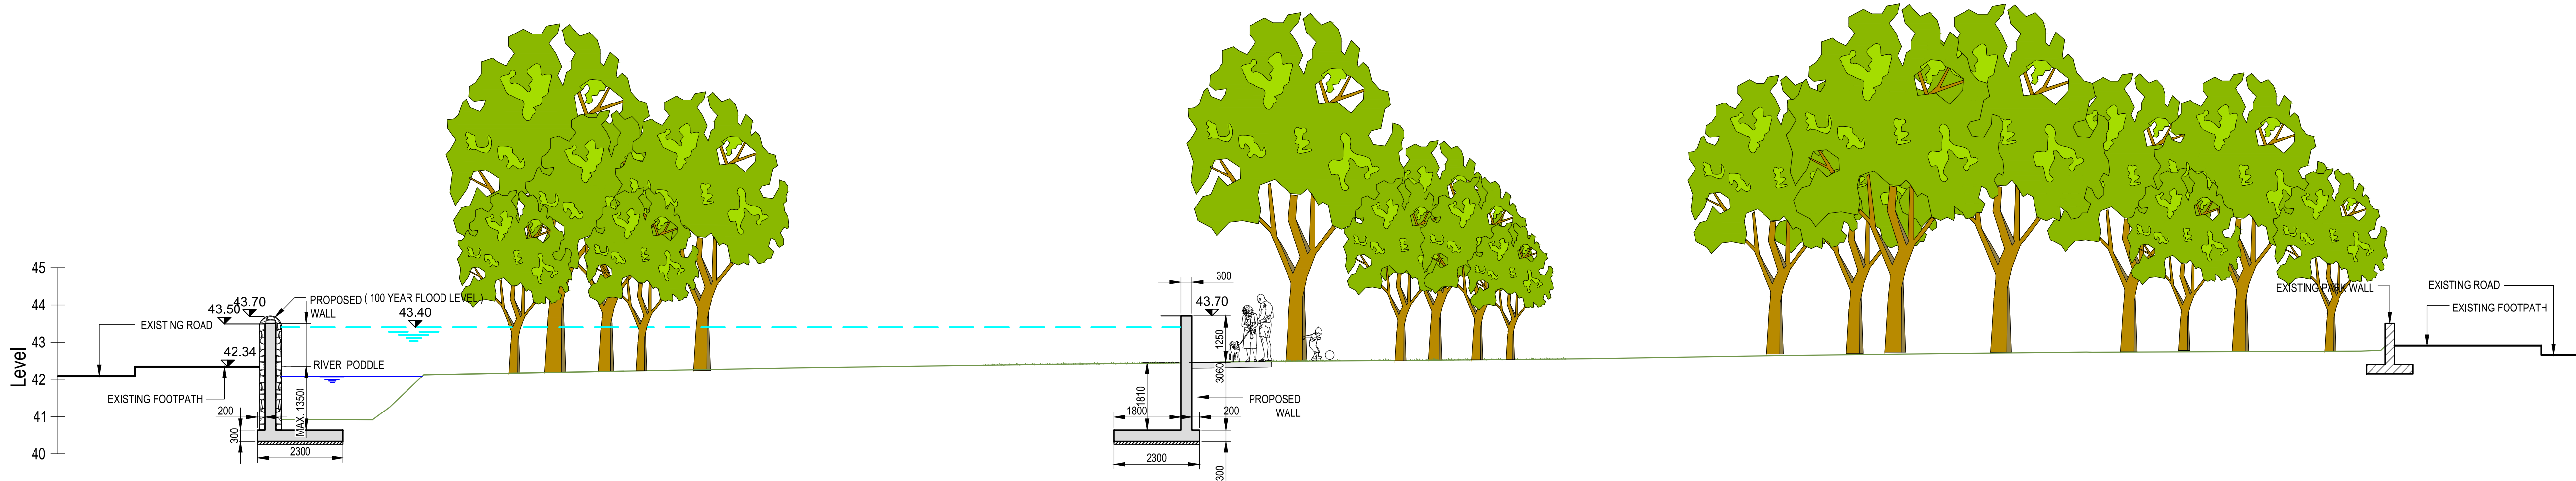 45
44
43
42
41
40
Level
EXISTING ROAD
43.50
43.70
42.34
EXISTING FOOTPATH
PROPOSED ( 100 YEAR FLOOD LEVEL )
WALL
43.40
RIVER PODDLE
MAX. 1350
200
300
2300
300
43.70
1250
3060
1810
1800
200
PROPOSED
WALL
2300
300
EXISTING PARK WALL
EXISTING ROAD
EXISTING FOOTPATH